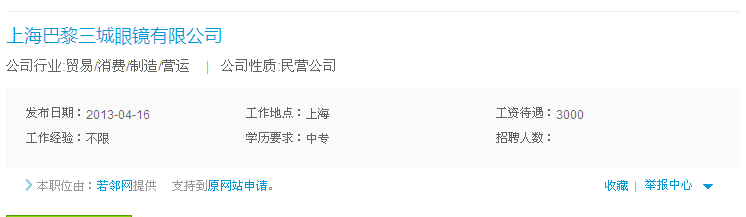 上海巴黎三城眼镜有限公司
公司行业:贸易/消费/制造/营运 | 公司性质:民营公司
发布日期：2013-04-16 工作地点：上海 工资待遇：3000
工作经验：不限 学历要求：中专 招聘人数：
本职位由：若邻网提供 支持到原网站申请。 收藏 | 举报中心